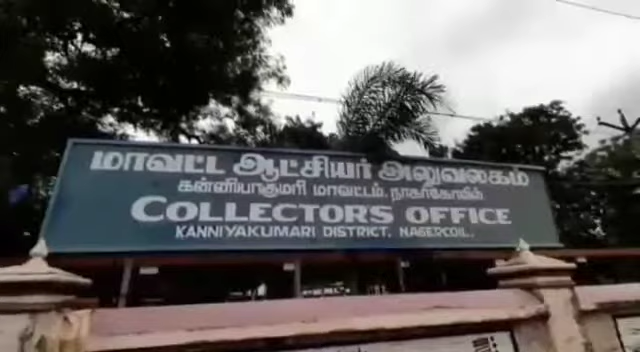 மாவட்ட ஆட்சியர் அலுவலகம்
கன்னியாகுமரி மாவட்டம், நாகர்கோவில்
COLLECTORS OFFICE
KANNIYAKUMARI DISTRICT, NAGERCOIL.